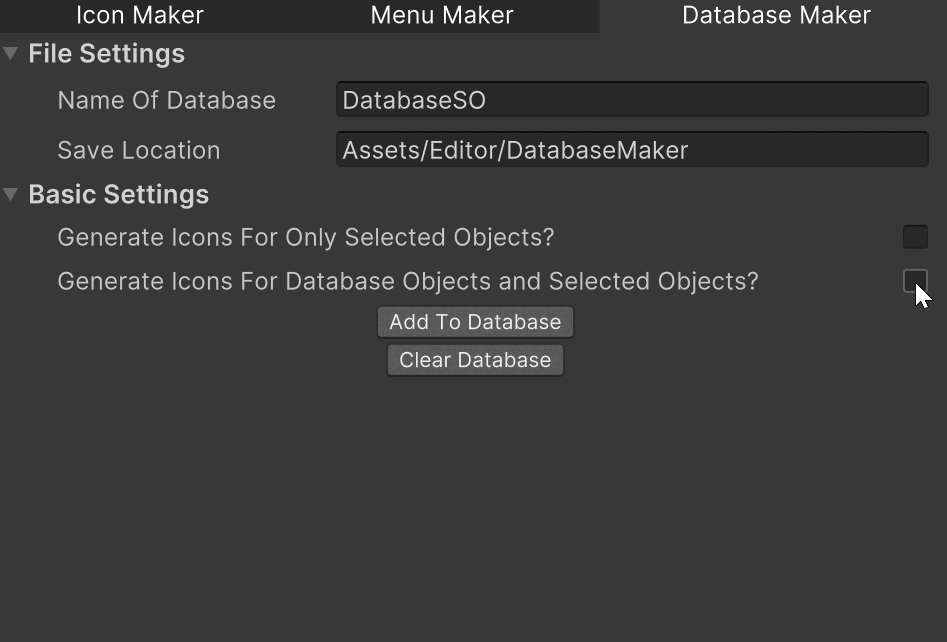 Icon Maker Menu Maker Database Maker
File Settings
Name Of Database DatabaseSO
Save Location Assets/Editor/DatabaseMaker
Basic Settings
Generate Icons For Only Selected Objects?
Generate Icons For Database Objects and Selected Objects?
Add To Database
Clear Database